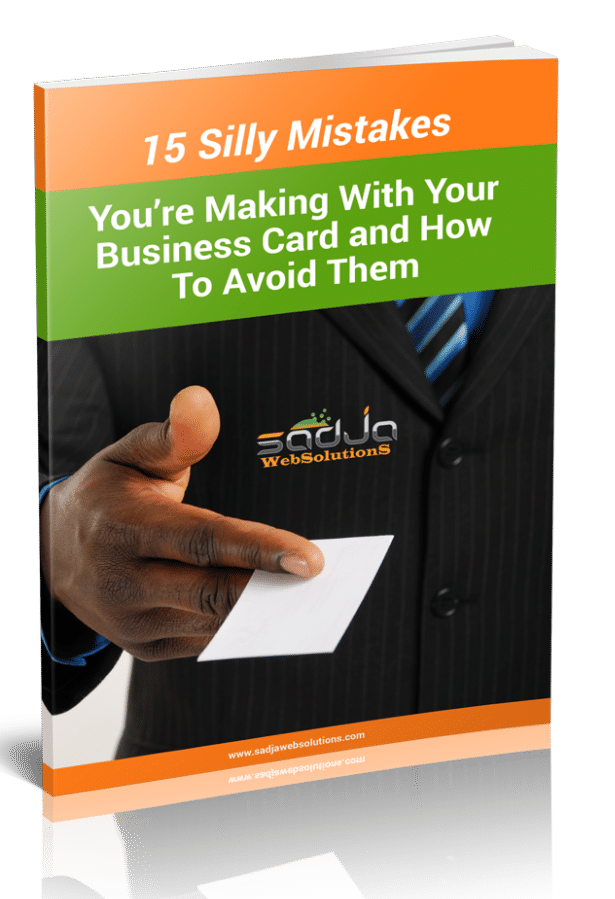 15 Silly Mistakes
You're Making With Your
Business Card and How
To Avoid Them
SADJA
WebSolutionS
www.sadjawebsolutions.com